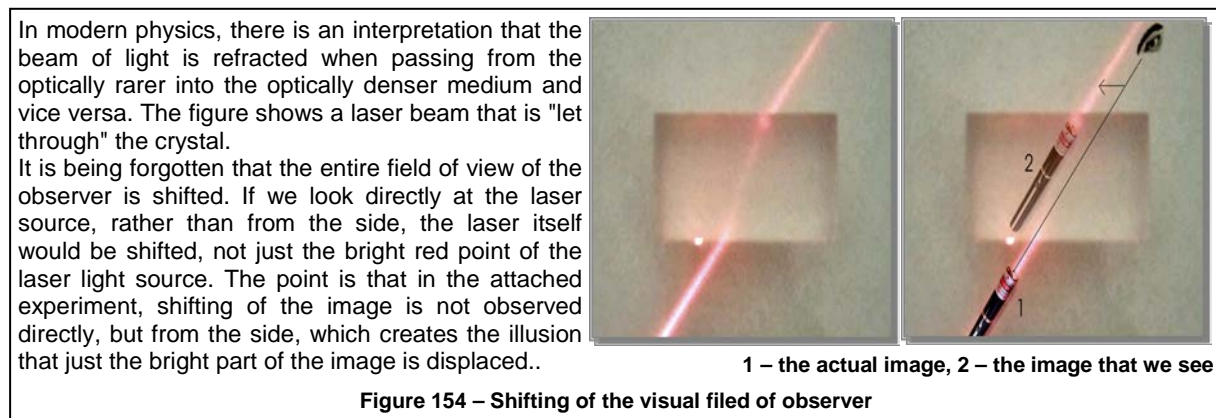 In modern physics, there is an interpretation that the
beam of light is refracted when passing from the
optically rarer into the optically denser medium and
vice versa. The figure shows a laser beam that is "let
through" the crystal.
It is being forgotten that the entire field of view of the
observer is shifted. If we look directly at the laser
source, rather than from the side, the laser itself
would be shifted, not just the bright red point of the
laser light source. The point is that in the attached
experiment, shifting of the image is not observed
directly, but from the side, which creates the illusion
that just the bright part of the image is displaced..
2
1
1 – the actual image, 2 – the image that we see
Figure 154 – Shifting of the visual filed of observer